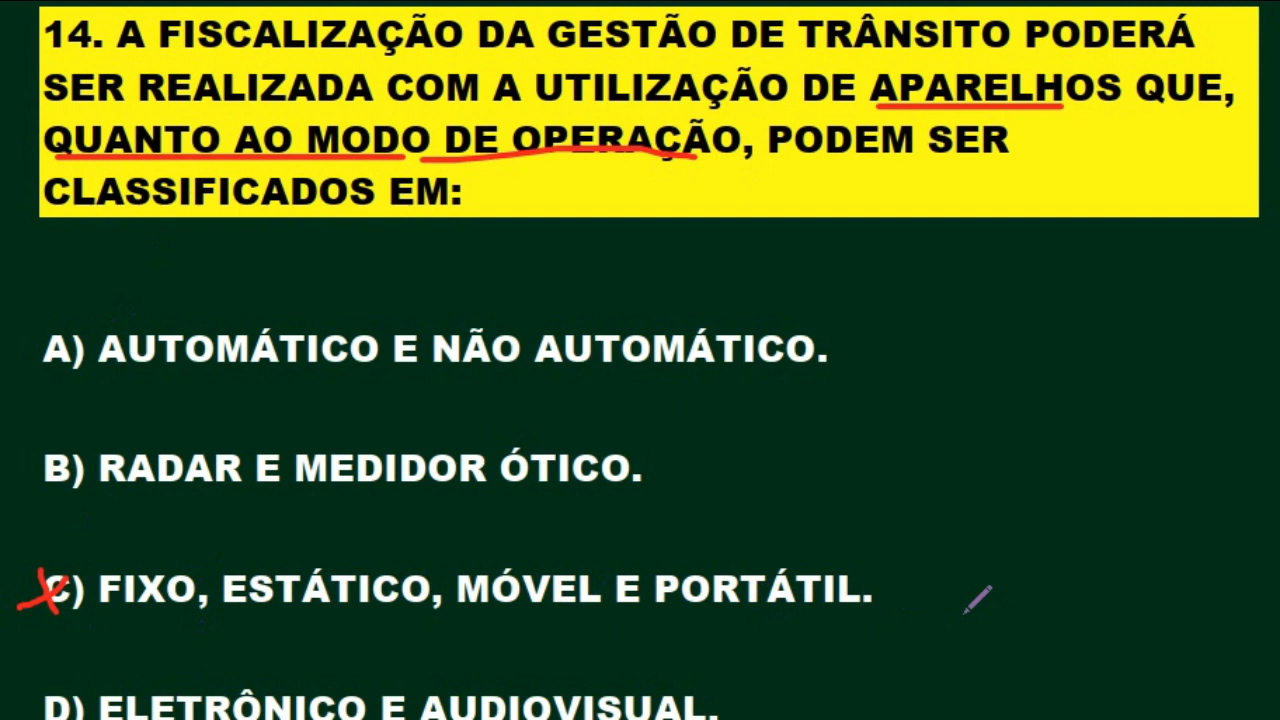 14. A FISCALIZAÇÃO DA GESTÃO DE TRÂNSITO PODERÁ
SER REALIZADA COM A UTILIZAÇÃO DE APARELHOS QUE,
QUANTO AO MODO DE OPERAÇÃO, PODEM SER
CLASSIFICADOS EM:
A) AUTOMÁTICO E NÃO AUTOMÁTICO.
B) RADAR E MEDIDOR ÓTICO.
C) FIXO, ESTÁTICO, MÓVEL E PORTÁTIL.
D) ELETRÔNICO E AUDIOVISUAL.